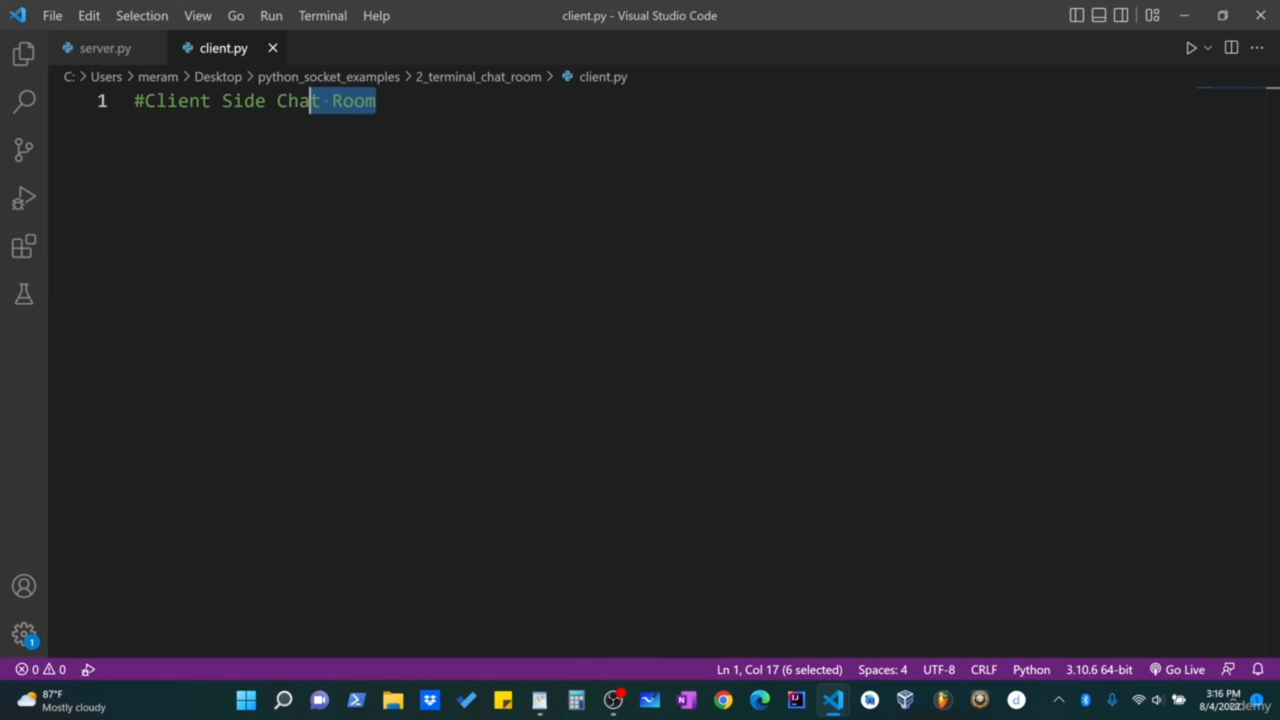 File Edit Selection View Go Run Terminal Help client.py - Visual Studio Code
server.py client.py
C: > Users > meram > Desktop > python_socket_examples > 2_terminal_chat_room > client.py
1 #Client Side Chat Room
1
0 0 Ln 1, Col 17 (6 selected) Spaces: 4 UTF-8 CRLF Python 3.10.6 64-bit Go Live
87°F
Mostly cloudy
3:16 PM
8/4/2022